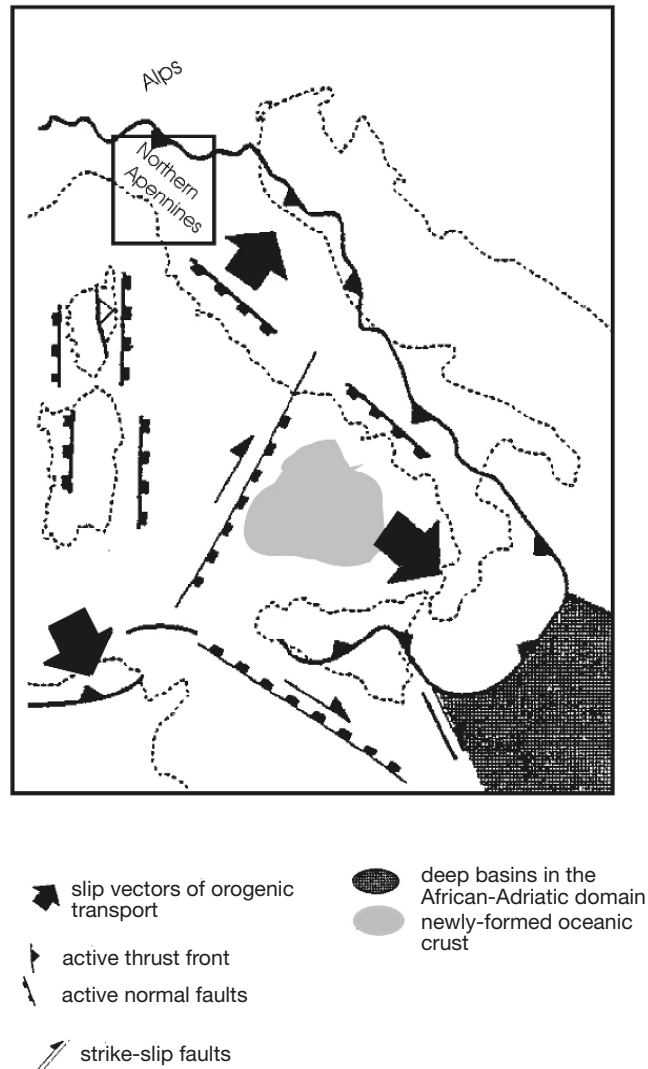 Alps
Northern
Apennines
slip vectors of orogenic
transport
active thrust front
active normal faults
strike-slip faults
deep basins in the
African-Adriatic domain
newly-formed oceanic
crust